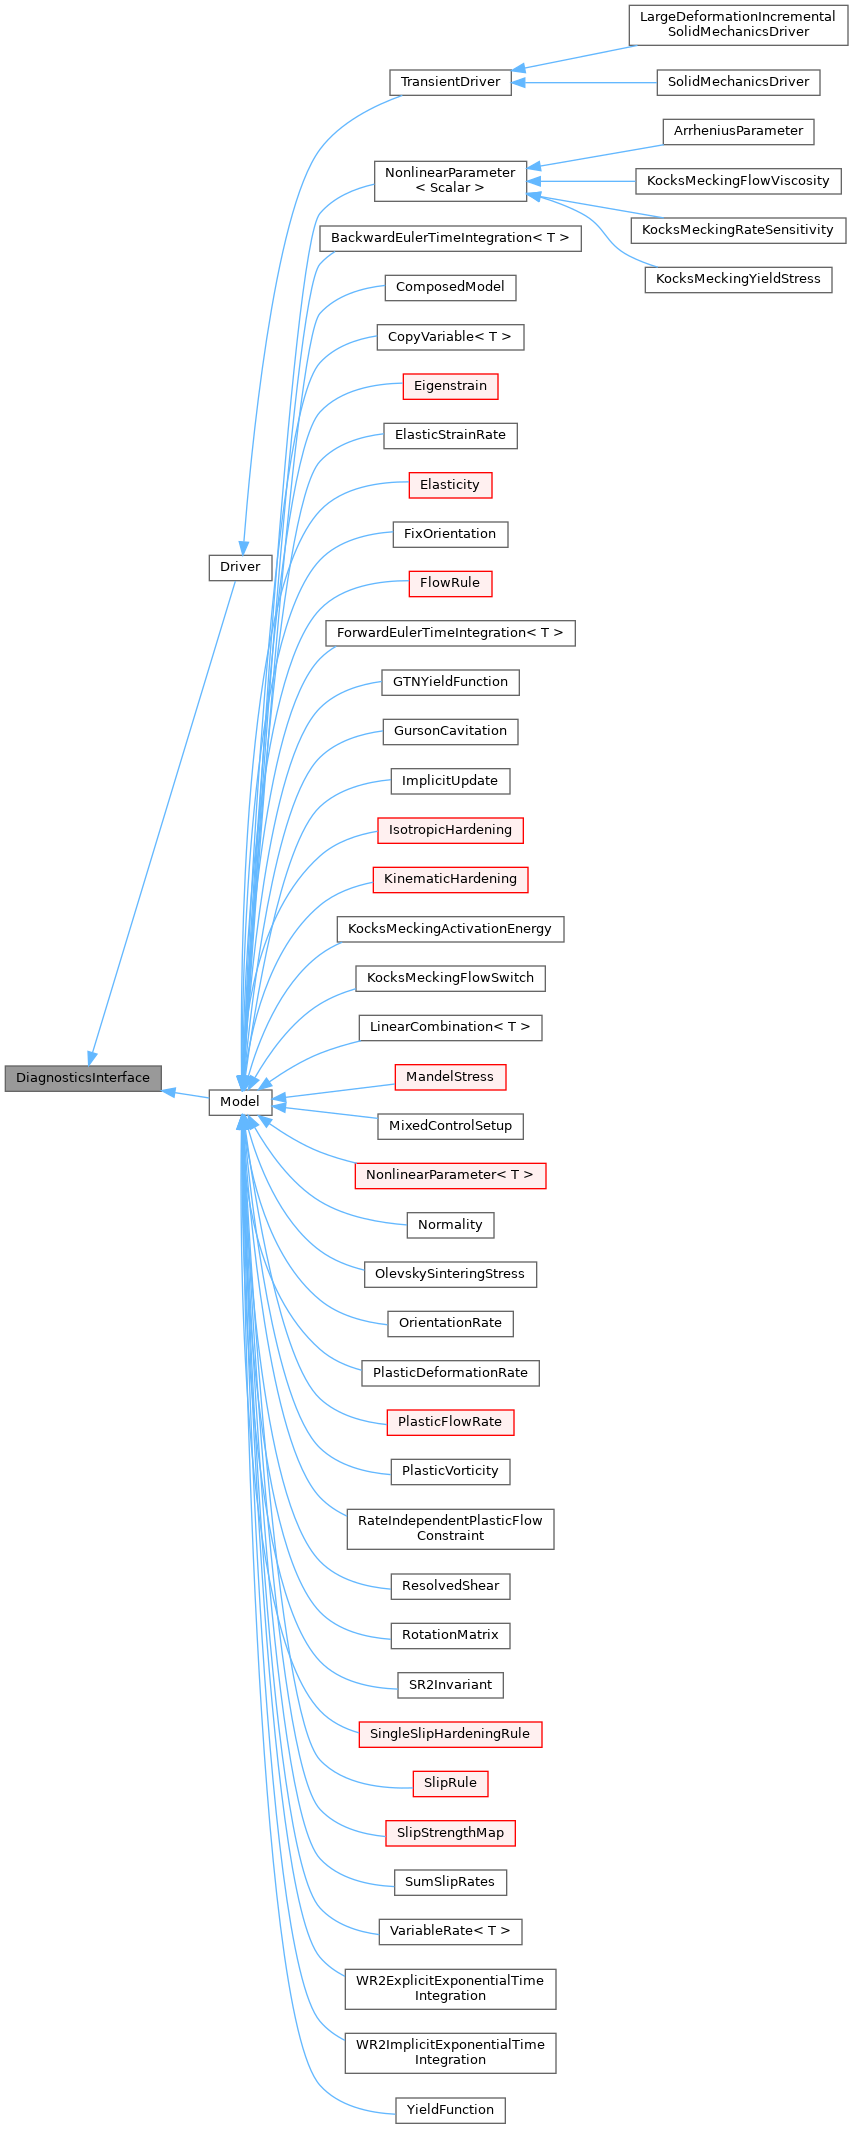 LargeDeformationIncremental
SolidMechanicsDriver
TransientDriver
SolidMechanicsDriver
ArrheniusParameter
NonlinearParameter
< Scalar >
KocksMeckingFlowViscosity
KocksMeckingRateSensitivity
BackwardEulerTimeIntegration< T >
KocksMeckingYieldStress
ComposedModel
CopyVariable< T >
Eigenstrain
ElasticStrainRate
Elasticity
FixOrientation
Driver
FlowRule
ForwardEulerTimeIntegration< T >
GTNYieldFunction
GursonCavitation
ImplicitUpdate
IsotropicHardening
KinematicHardening
KocksMeckingActivationEnergy
KocksMeckingFlowSwitch
LinearCombination< T >
DiagnosticsInterface
MandelStress
Model
MixedControlSetup
NonlinearParameter< T >
Normality
OlevskySinteringStress
OrientationRate
PlasticDeformationRate
PlasticFlowRate
PlasticVorticity
RateIndependentPlasticFlow
Constraint
ResolvedShear
RotationMatrix
SR2Invariant
SingleSlipHardeningRule
SlipRule
SlipStrengthMap
SumSlipRates
VariableRate< T >
WR2ExplicitExponentialTime
Integration
WR2ImplicitExponentialTime
Integration
YieldFunction